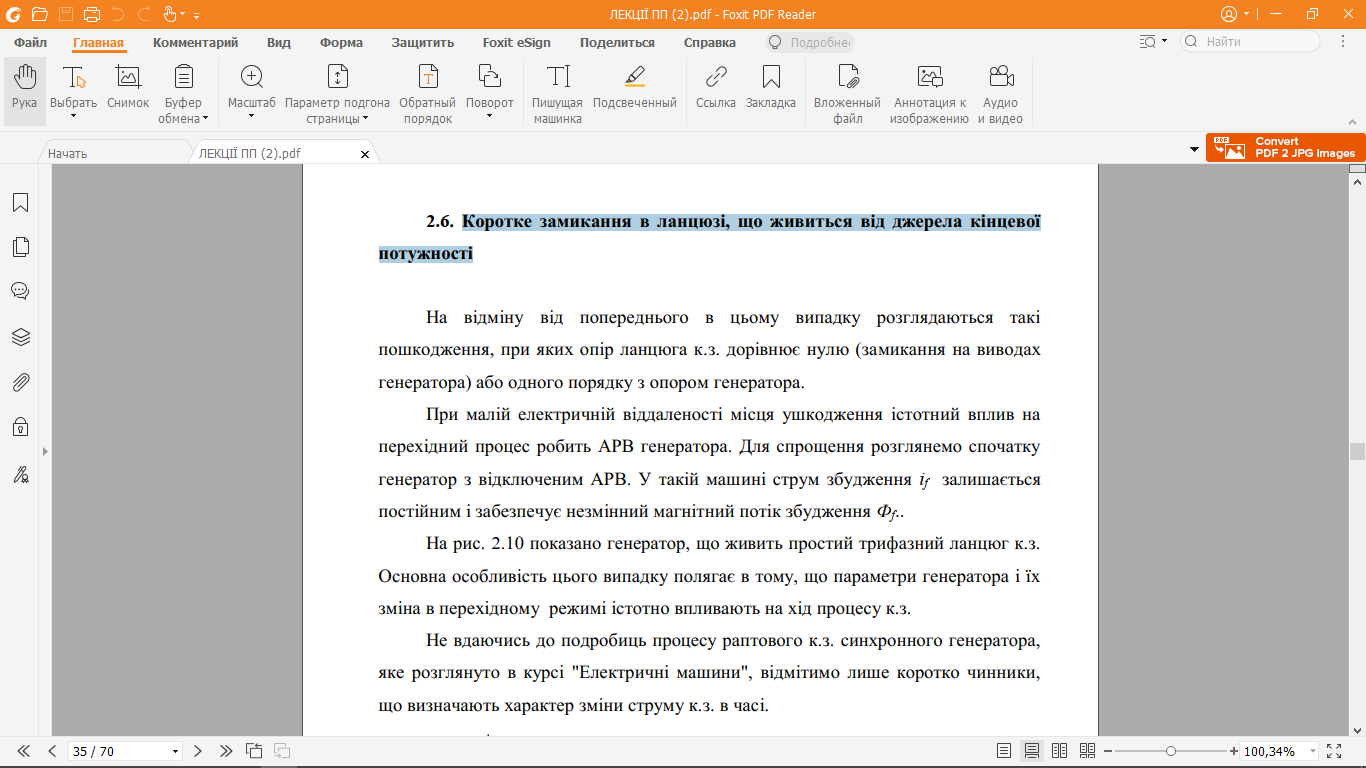 ЛЕКЦІЇ ПП (2).pdf - Foxit PDF Reader
Файл Главная Комментарий Вид Форма Защитить Foxit eSign Поделиться Справка Подробнее Найти
Рука Выбрать Снимок Буфер обмена Масштаб Параметр подгона страницы Обратный порядок Поворот Пишущая машинка Подсвеченный Ссылка Закладка Вложенный файл Аннотация к изображению Аудио и видео
Начать ЛЕКЦІЇ ПП (2).pdf
PDF Convert
PDF 2 JPG Images
2.6. Коротке замикання в ланцюзі, що живиться від джерела кінцевої
потужності
На відміну від попереднього в цьому випадку розглядаються такі
пошкодження, при яких опір ланцюга к.з. дорівнює нулю (замикання на виводах
генератора) або одного порядку з опором генератора.
При малій електричній віддаленості місця ушкодження істотний вплив на
перехідний процес робить АРВ генератора. Для спрощення розглянемо спочатку
генератор з відключеним АРВ. У такій машині струм збудження if залишається
постійним і забезпечує незмінний магнітний потік збудження Фf..
На рис. 2.10 показано генератор, що живить простий трифазний ланцюг к.з.
Основна особливість цього випадку полягає в тому, що параметри генератора і їх
зміна в перехідному режимі істотно впливають на хід процесу к.з.
Не вдаючись до подробиць процесу раптового к.з. синхронного генератора,
яке розглянуто в курсі "Електричні машини", відмітимо лише коротко чинники,
що визначають характер зміни струму к.з. в часі.
35 / 70 100,34%